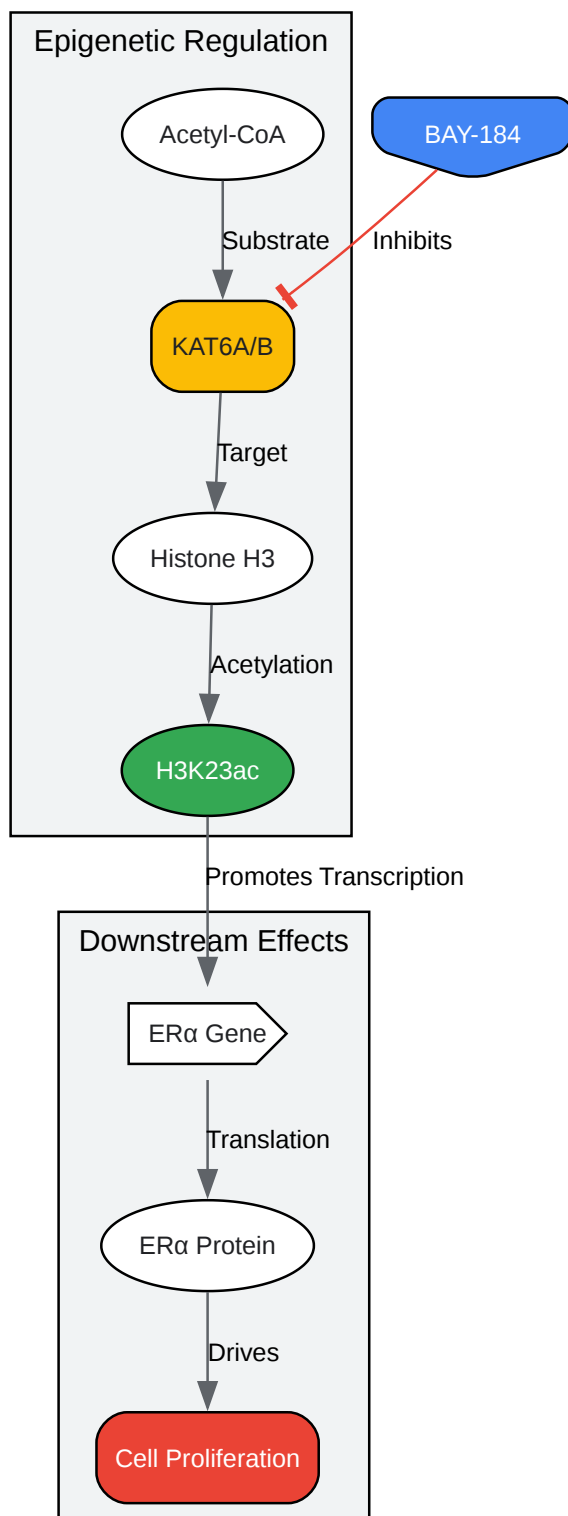 Epigenetic Regulation
Acetyl-CoA
BAY-184
Substrate
Inhibits
KAT6A/B
Target
Histone H3
Acetylation
H3K23ac
Promotes Transcription
Downstream Effects
ERα Gene
Translation
ERα Protein
Drives
Cell Proliferation